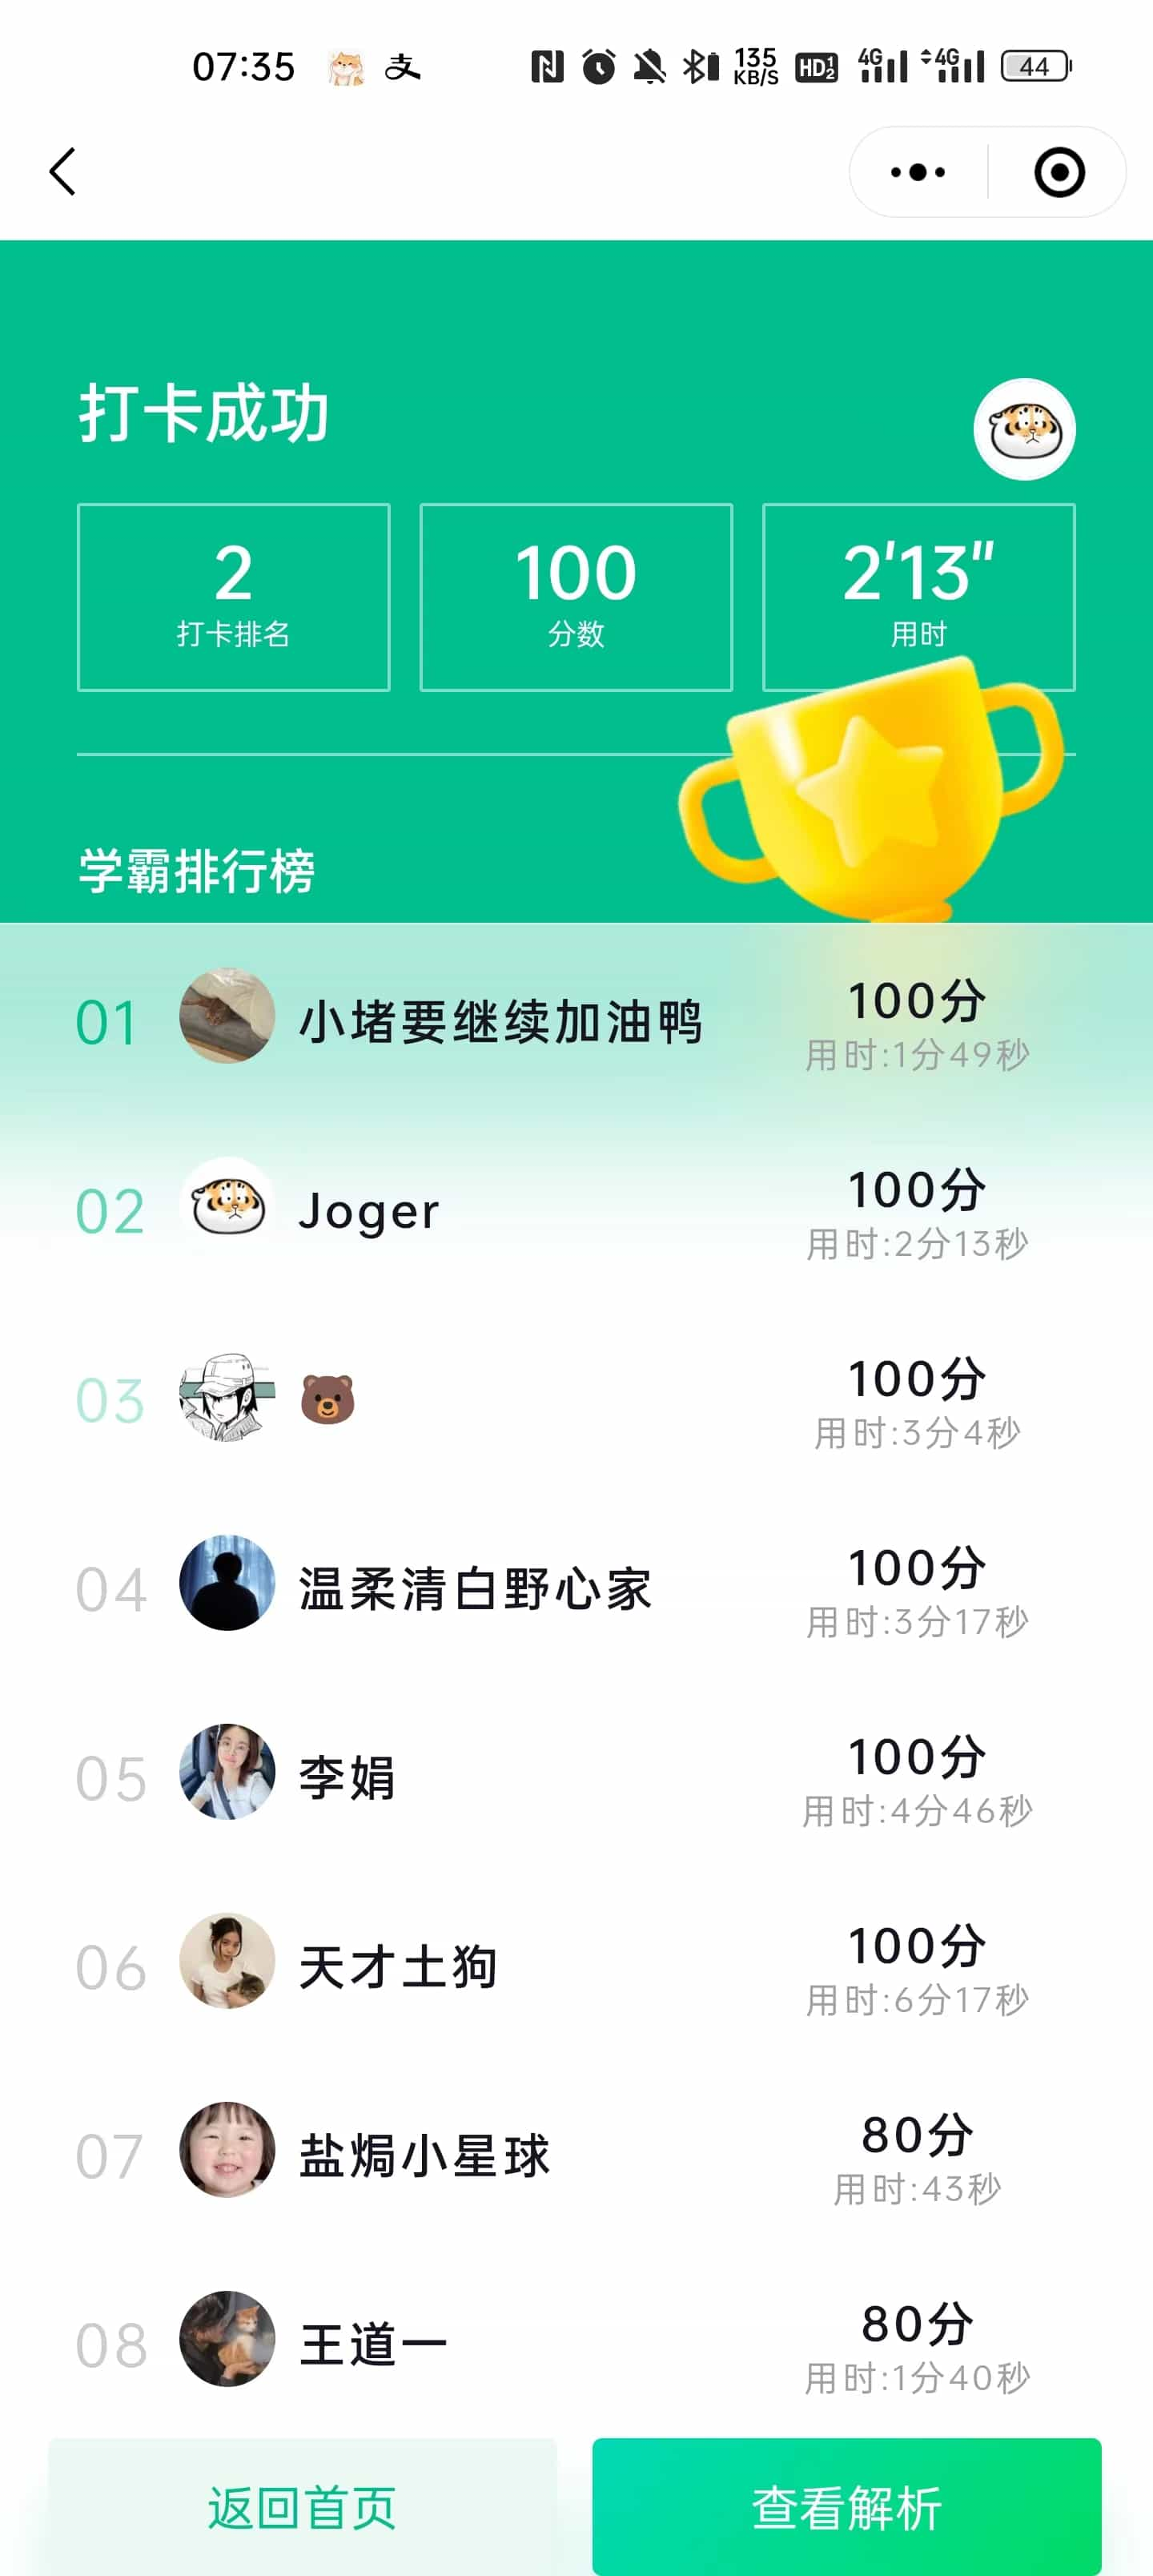 07:35 支 135 KB/S HD 1 2 4G 4G 44
打卡成功
2 100 2'13"
打卡排名 分数 用时
学霸排行榜
01 小堵要继续加油鸭 100分
用时:1分49秒
02 Joger 100分
用时:2分13秒
03 🐻 100分
用时:3分4秒
04 温柔清白野心家 100分
用时:3分17秒
05 李娟 100分
用时:4分46秒
06 天才土狗 100分
用时:6分17秒
07 盐焗小星球 80分
用时:43秒
08 王道一 80分
用时:1分40秒
返回首页 查看解析